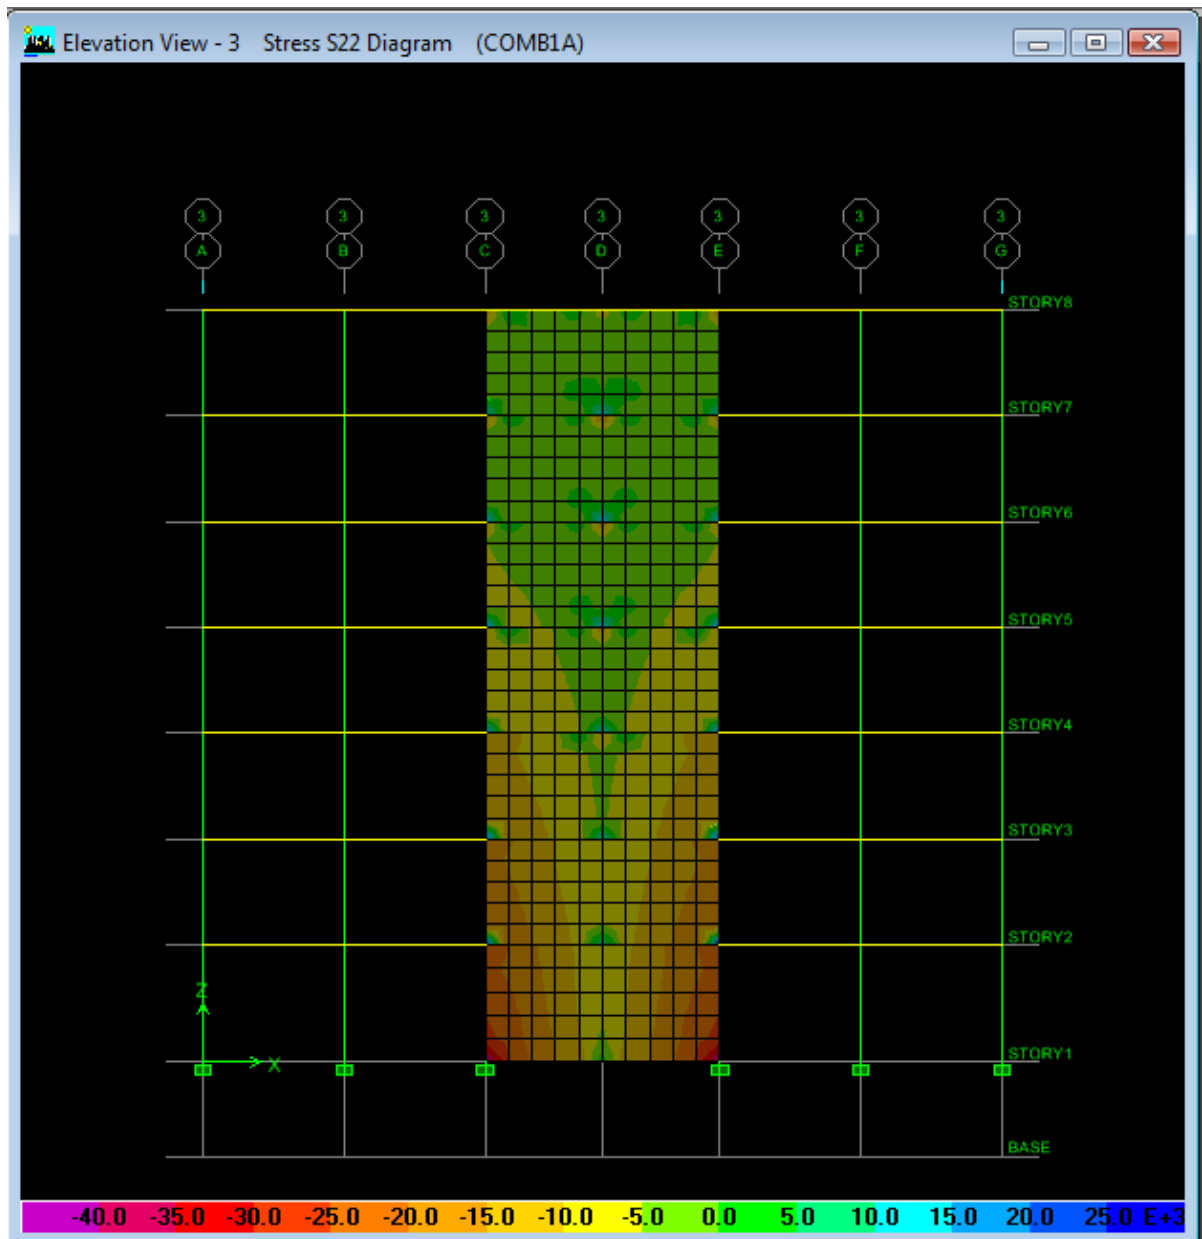 Elevation View - 3 Stress S22 Diagram (COMB1A)
3 3 3 3 3 3 3
A B C D E F G
STORY8
STORY7
STORY6
STORY5
STORY4
STORY3
STORY2
Z
STORY1
X
BASE
-40.0 -35.0 -30.0 -25.0 -20.0 -15.0 -10.0 -5.0 0.0 5.0 10.0 15.0 20.0 25.0 E+3